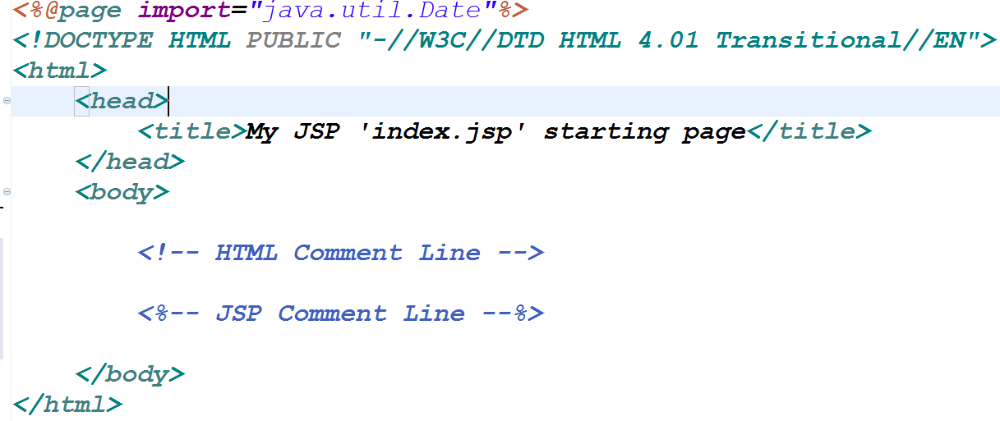 <%@page import="java.util.Date"%>
<!DOCTYPE HTML PUBLIC "-//W3C//DTD HTML 4.01 Transitional//EN">
<html>
    <head>
        <title>My JSP 'index.jsp' starting page</title>
    </head>
    <body>
        <!-- HTML Comment Line -->
        <%-- JSP Comment Line --%>
    </body>
</html>